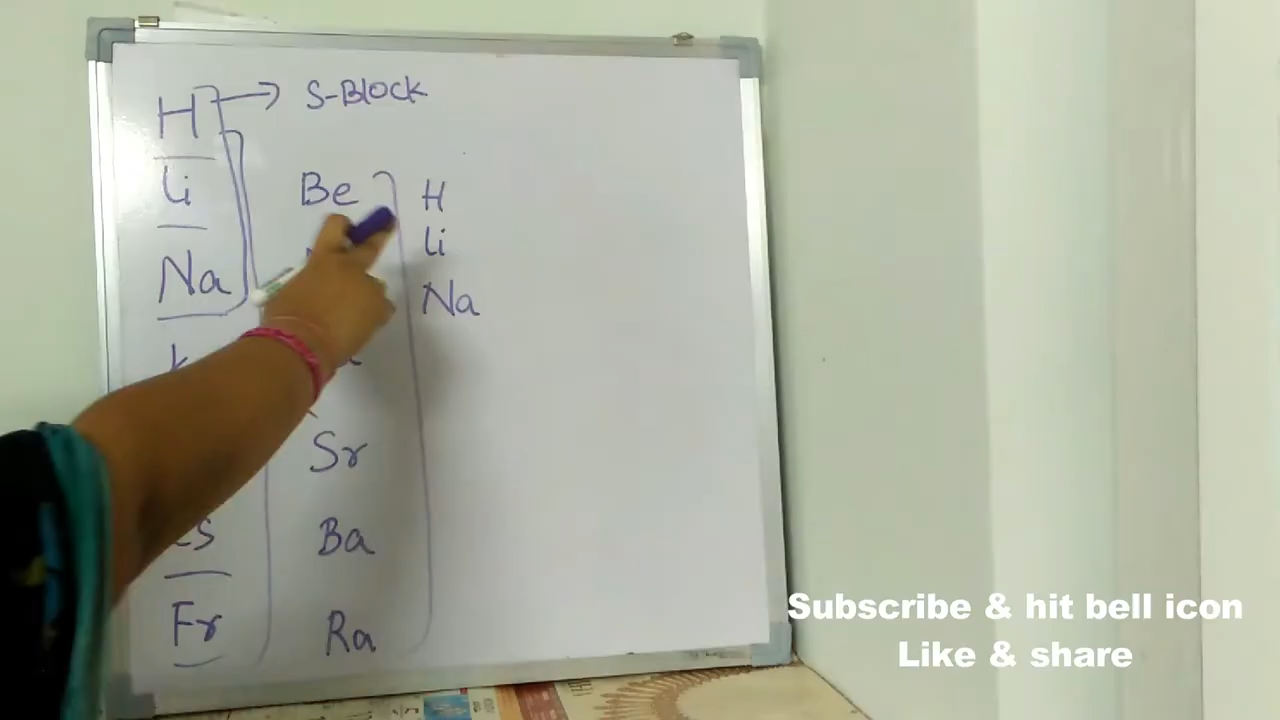 H → S-Block
Li Be H
Li
Na Na
K
Sr
Ba
Fr Ra
Subscribe & hit bell icon
Like & share